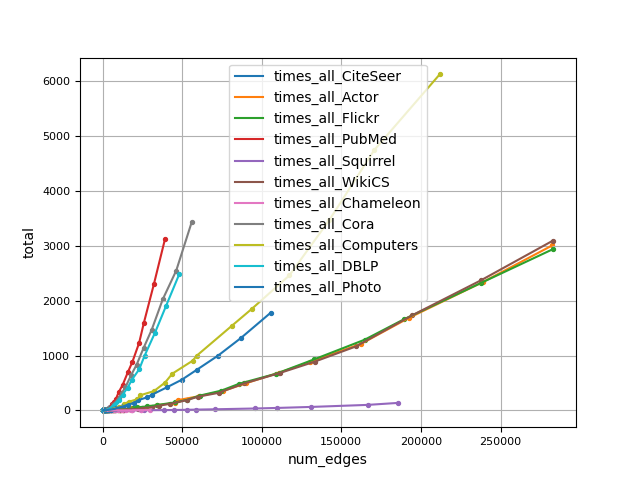 6000
5000
4000
3000
2000
1000
0
total
times_all_CiteSeer
times_all_Actor
times_all_Flickr
times_all_PubMed
times_all_Squirrel
times_all_WikiCS
times_all_Chameleon
times_all_Cora
times_all_Computers
times_all_DBLP
times_all_Photo
0 50000 100000 150000 200000 250000
num_edges